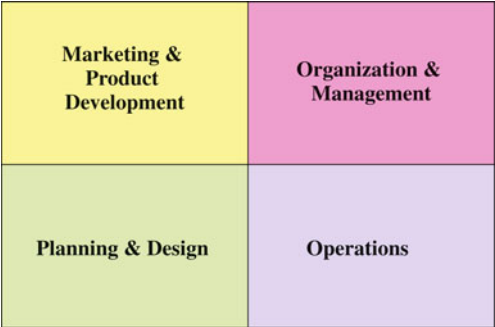 Marketing &
Product
Development
Organization &
Management
Planning & Design
Operations